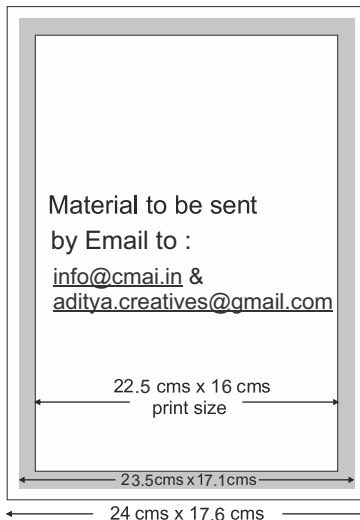 Material to be sent
by Email to :
info@cmai.in &
aditya.creatives@gmail.com
22.5 cms x 16 cms
print size
23.5cms x 17.1cms
24 cms x 17.6 cms